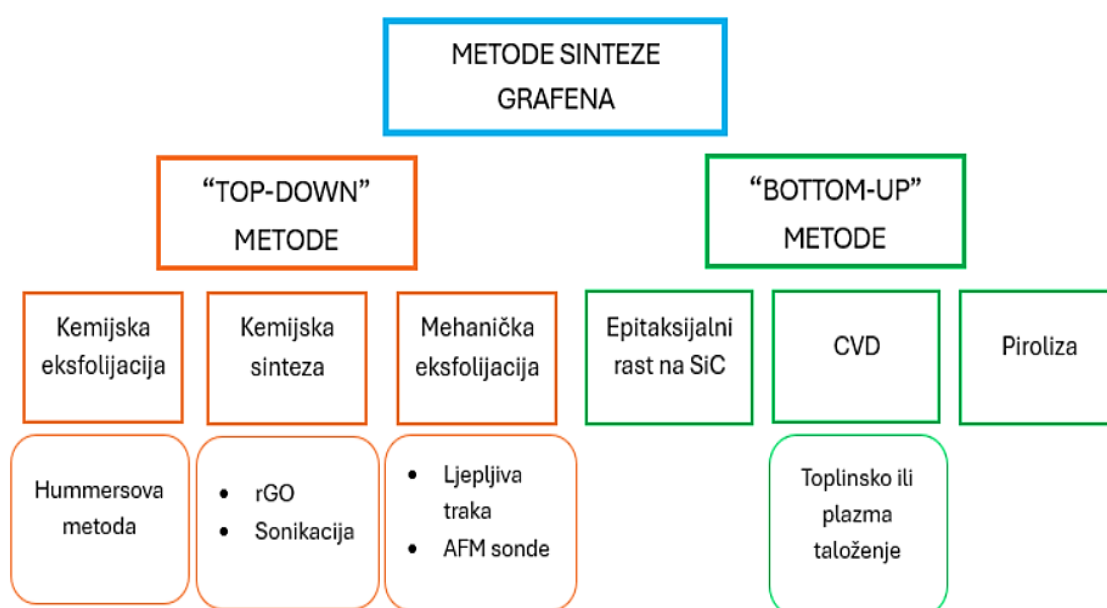 METODE SINTEZE
GRAFENA
“TOP-DOWN”
METODE
“BOTTOM-UP”
METODE
Kemijska
eksfolijacija
Kemijska
sinteza
Mehanička
eksfolijacija
Epitaksijalni
rast na SiC
CVD
Piroliza
Hummersova
metoda
• rGO
• Sonikacija
• Ljepljiva
traka
• AFM sonde
Toplinsko ili
plazma
taloženje